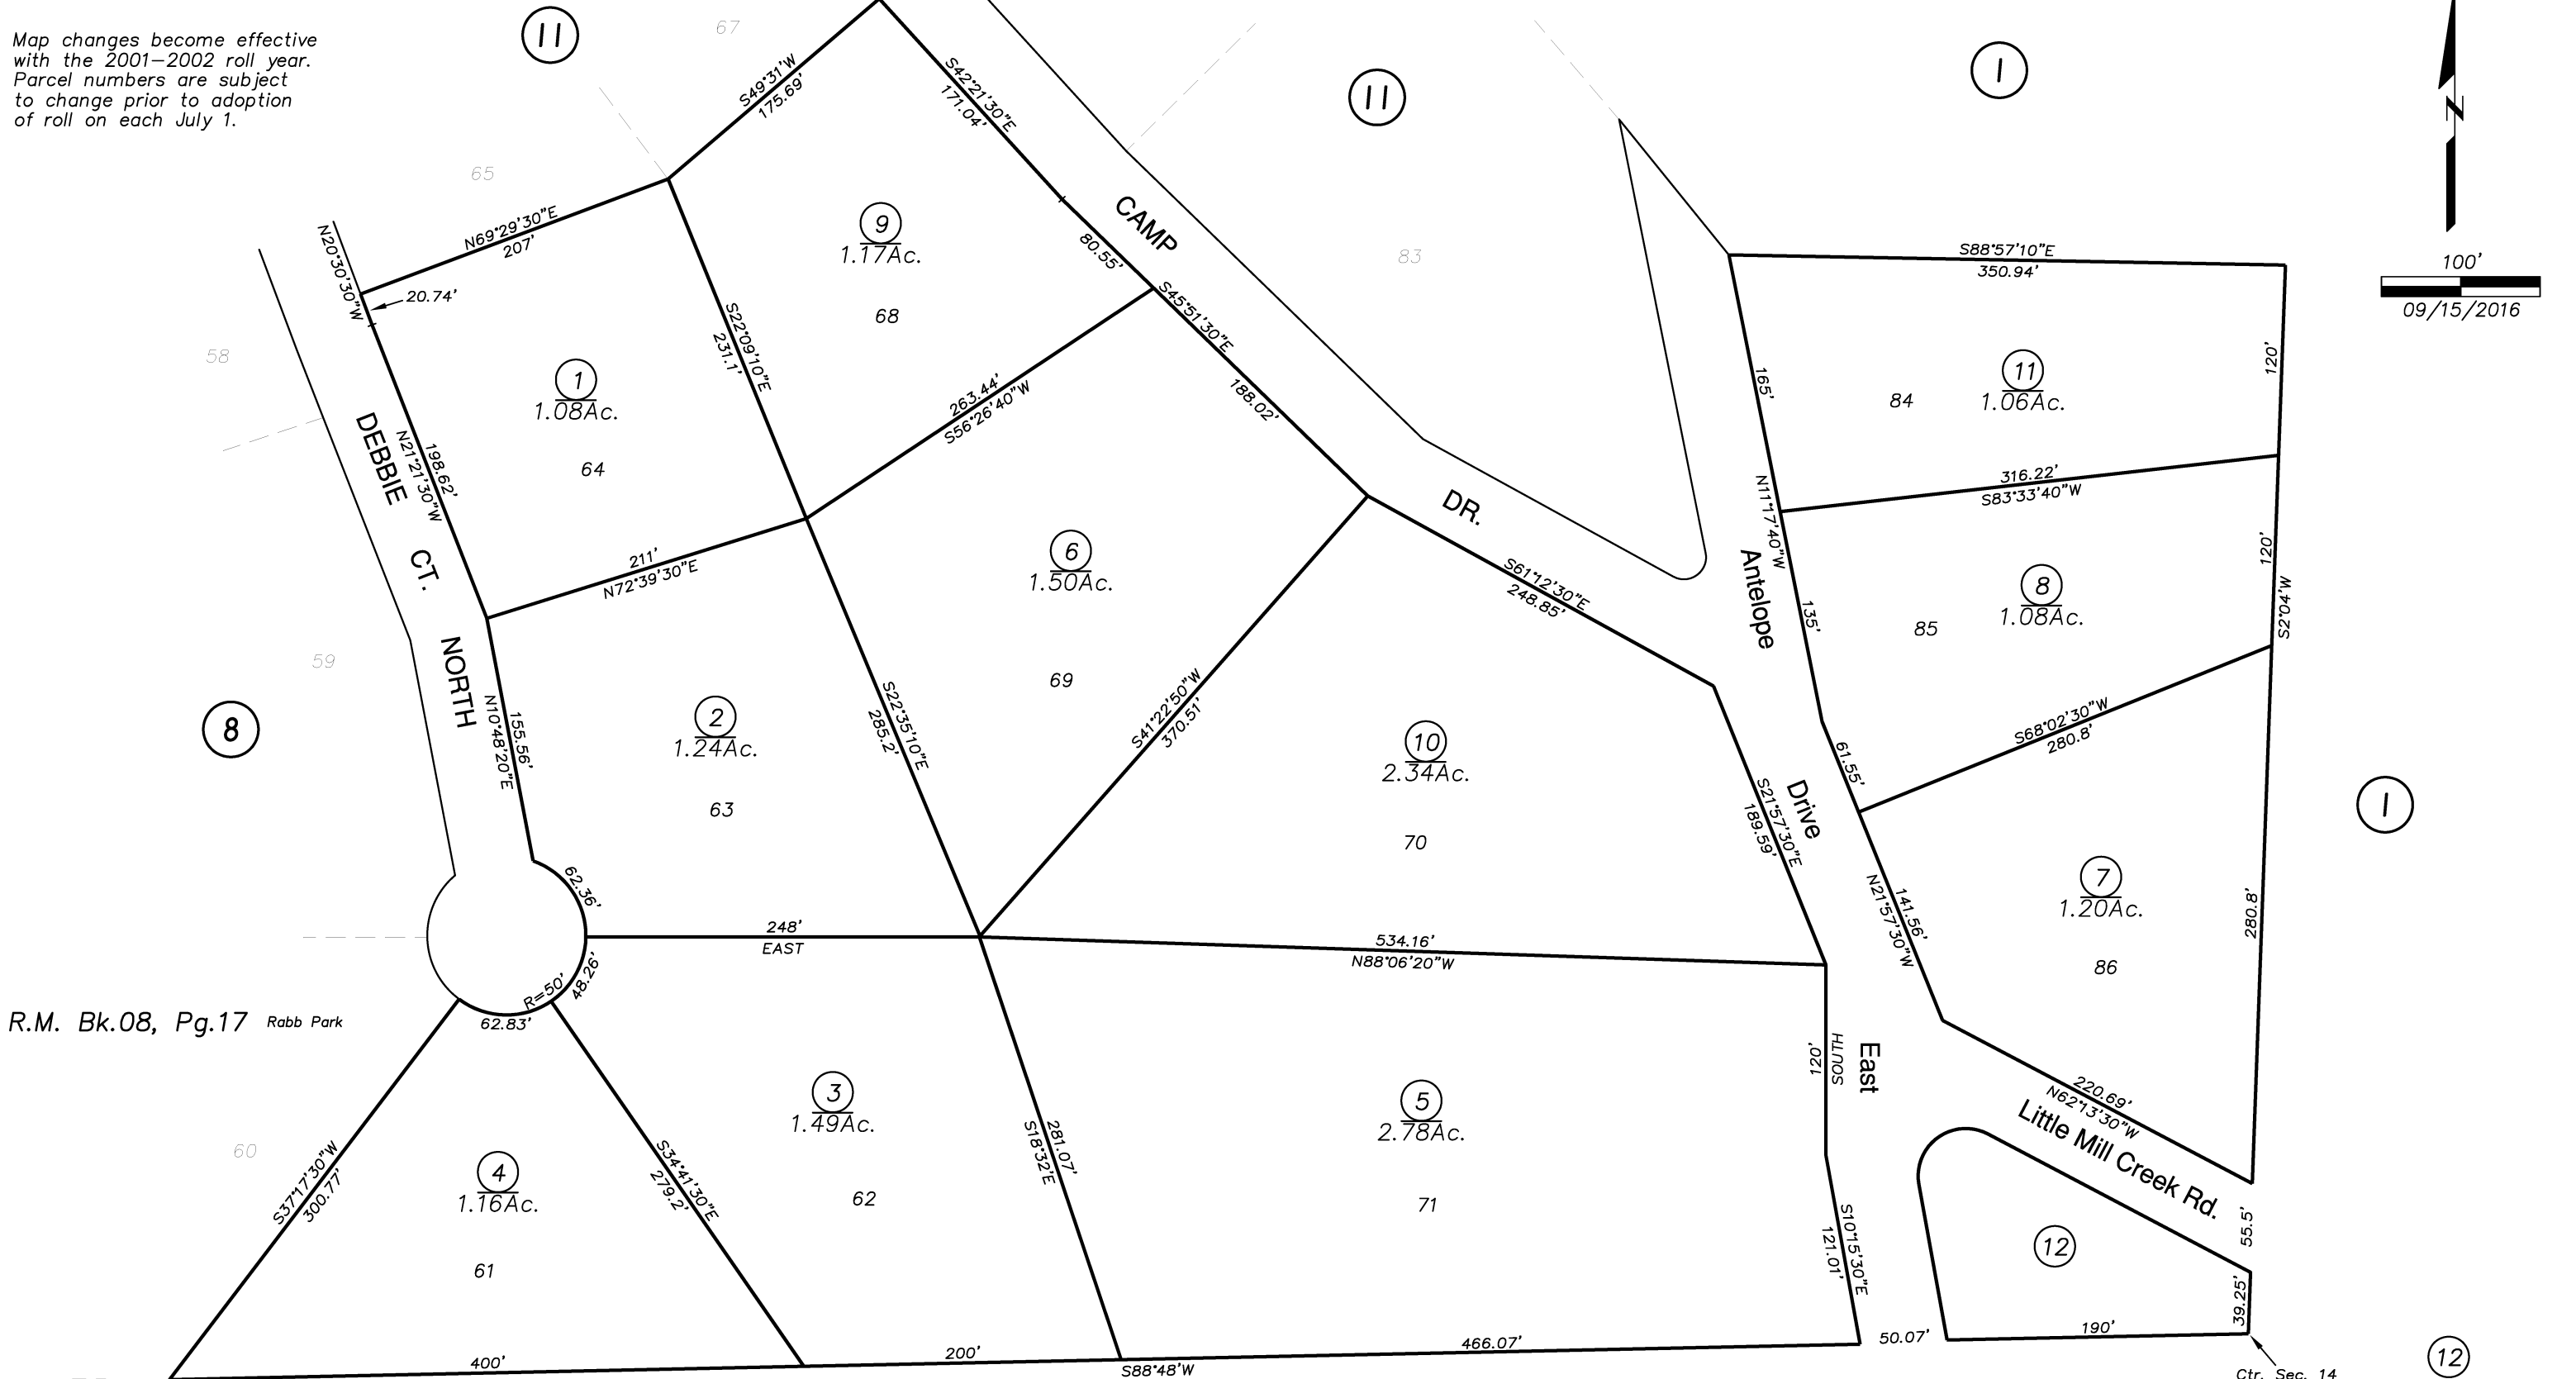 Map changes become effective
with the 2001-2002 roll year.
Parcel numbers are subject
to change prior to adoption
of roll on each July 1.
11
67
65
S49°31'W
175.69'
S42°21'30"E
171.04'
11
1
N
100'
09/15/2016
N20°30'30"W
20.74'
N69°29'30"E
207'
9
1.17Ac.
68
80.55'
CAMP
83
S88°57'10"E
350.94'
58
1
1.08Ac.
64
S22°09'10"E
231.1'
263.44'
S56°26'40"W
S45°51'30"E
188.02'
165'
84
11
1.06Ac.
120'
DEBBIE
198.62'
N21°21'30"W
CT.
211'
N72°39'30"E
6
1.50Ac.
69
DR.
S61°12'30"E
248.85'
N11°17'40"W
Antelope
135'
316.22'
S83°33'40"W
8
1.08Ac.
85
120'
S2°04'W
59
8
NORTH
155.56'
N10°48'20"E
2
1.24Ac.
63
S22°35'10"E
285.2'
S41°22'50"W
370.51'
10
2.34Ac.
70
S21°57'30"E
189.59'
Drive
61.55'
S68°02'30"W
280.8'
1
62.36'
248'
EAST
534.16'
N88°06'20"W
141.56'
N21°57'30"W
7
1.20Ac.
86
280.8'
R.M. Bk.08, Pg.17 Rabb Park
R=50'
48.26'
62.83'
SOUTH
120'
East
220.69'
N62°13'30"W
Little Mill Creek Rd.
60
S37°17'30"W
300.77'
4
1.16Ac.
61
S34°41'30"E
279.2'
3
1.49Ac.
62
281.07'
S18°32'E
5
2.78Ac.
71
S10°15'30"E
121.01'
12
55.5'
39.25'
400'
200'
S88°48'W
466.07'
50.07'
190'
Ctr. Sec. 14
12